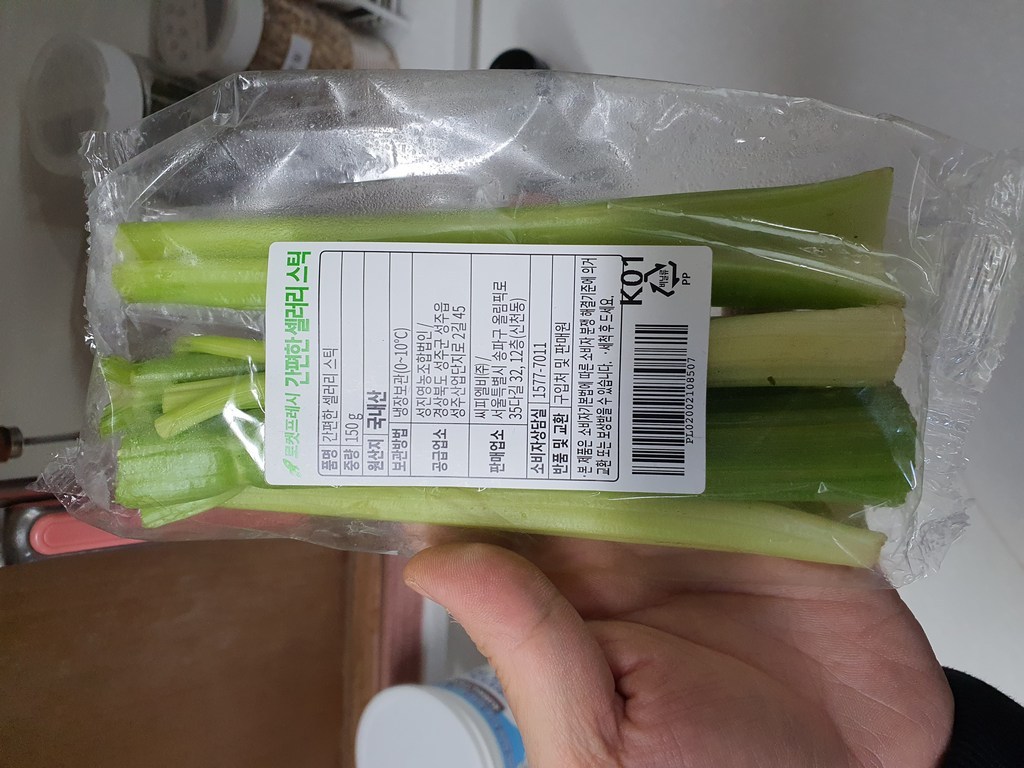 로켓프레시 간편한 셀러리 스틱
품명 간편한 셀러리 스틱
중량 150 g
원산지 국내산
보관방법 냉장보관(0~10℃)
공급업소 성진영농조합법인/
경상북도 성주군 성주읍
성주산업단지로2길 45
판매업소 씨피엘비㈜/
서울특별시 송파구 올림픽로
35다길 32, 12층(신천동)
소비자상담실 1577-7011
반품 및 교환 구입처 및 판매원
·본 제품은 소비자기본법에 따른 소비자 분쟁 해결기준에 의거
교환 또는 보상받을 수 있습니다. ·세척 후 드세요.
K01
비닐류
PP
PL020002108507